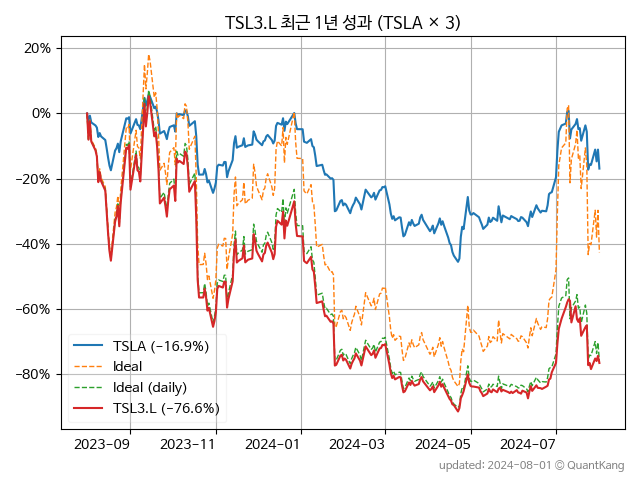 TSL3.L 최근 1년 성과 (TSLA × 3)
20%
0%
−20%
−40%
−60%
−80%
TSLA (−16.9%)
Ideal
Ideal (daily)
TSL3.L (−76.6%)
2023-09
2023-11
2024-01
2024-03
2024-05
2024-07
updated: 2024-08-01 © QuantKang